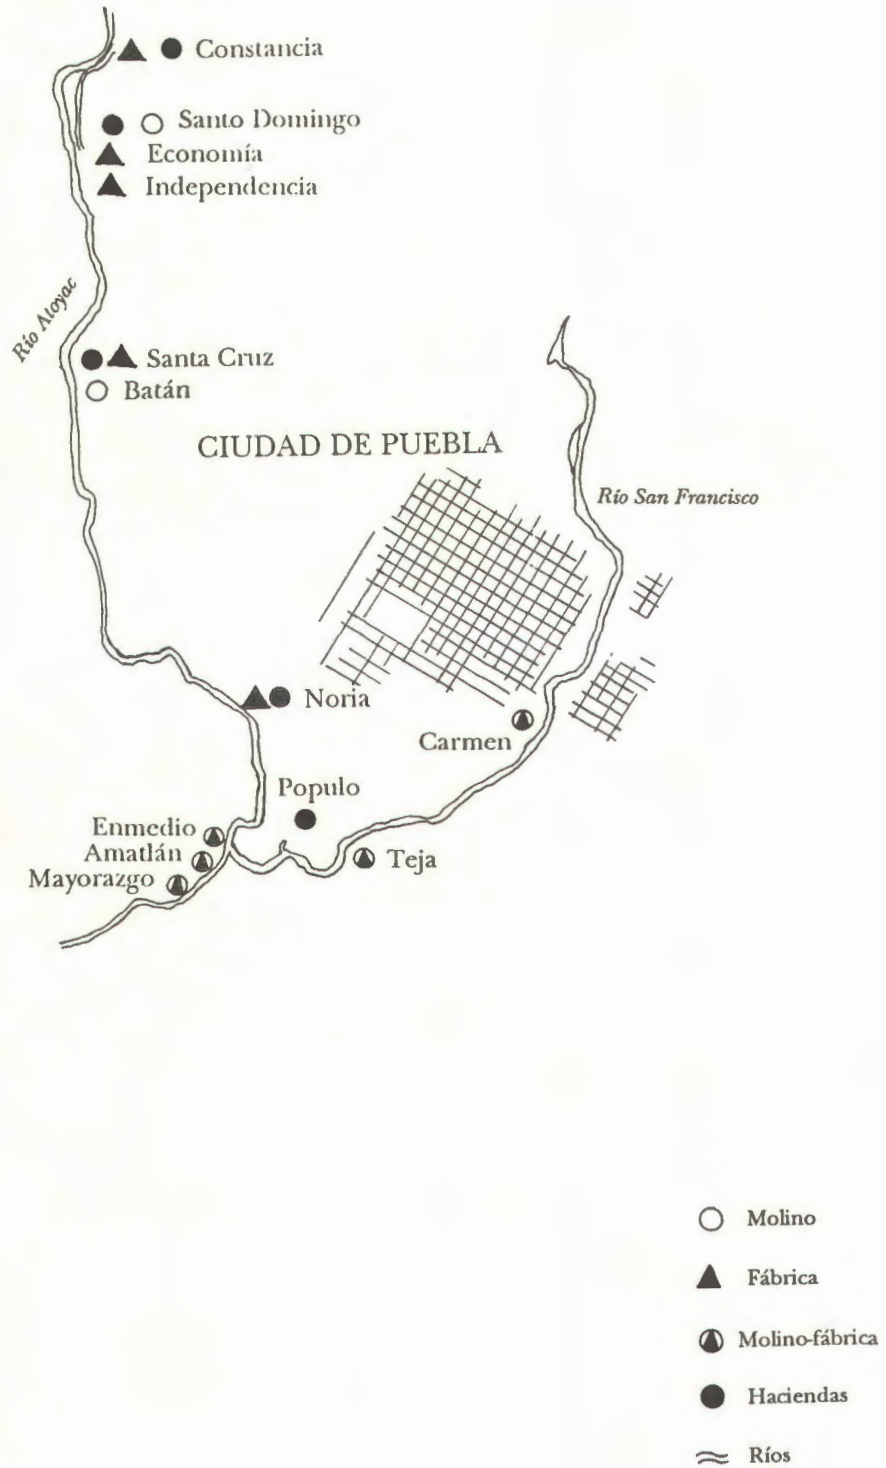 Constancia
Santo Domingo
Economía
Independencia
Río Atoyac
Santa Cruz
Batán
CIUDAD DE PUEBLA
Río San Francisco
Noria
Carmen
Populo
Enmedio
Amatlán
Mayorazgo
Teja
Molino
Fábrica
Molino-fábrica
Haciendas
Ríos